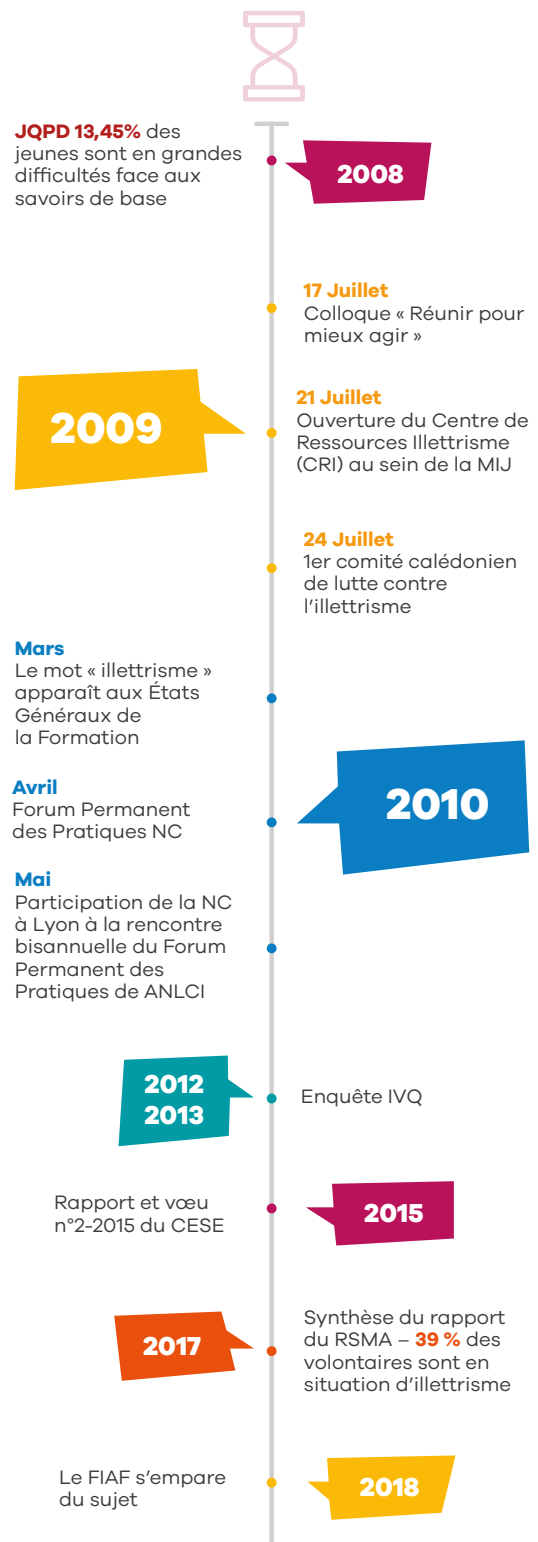 JQPD 13,45% des
jeunes sont en grandes
difficultés face aux
savoirs de base
2008
17 Juillet
Colloque « Réunir pour
mieux agir »
2009
21 Juillet
Ouverture du Centre de
Ressources Illettrisme
(CRI) au sein de la MIJ
24 Juillet
1er comité calédonien
de lutte contre
l'illettrisme
Mars
Le mot « illettrisme »
apparaît aux États
Généraux de
la Formation
2010
Avril
Forum Permanent
des Pratiques NC
Mai
Participation de la NC
à Lyon à la rencontre
bisannuelle du Forum
Permanent des
Pratiques de ANLCI
2012
2013
Enquête IVQ
Rapport et vœu
n°2-2015 du CESE
2015
2017
Synthèse du rapport
du RSMA – 39 % des
volontaires sont en
situation d'illettrisme
Le FIAF s'empare
du sujet
2018